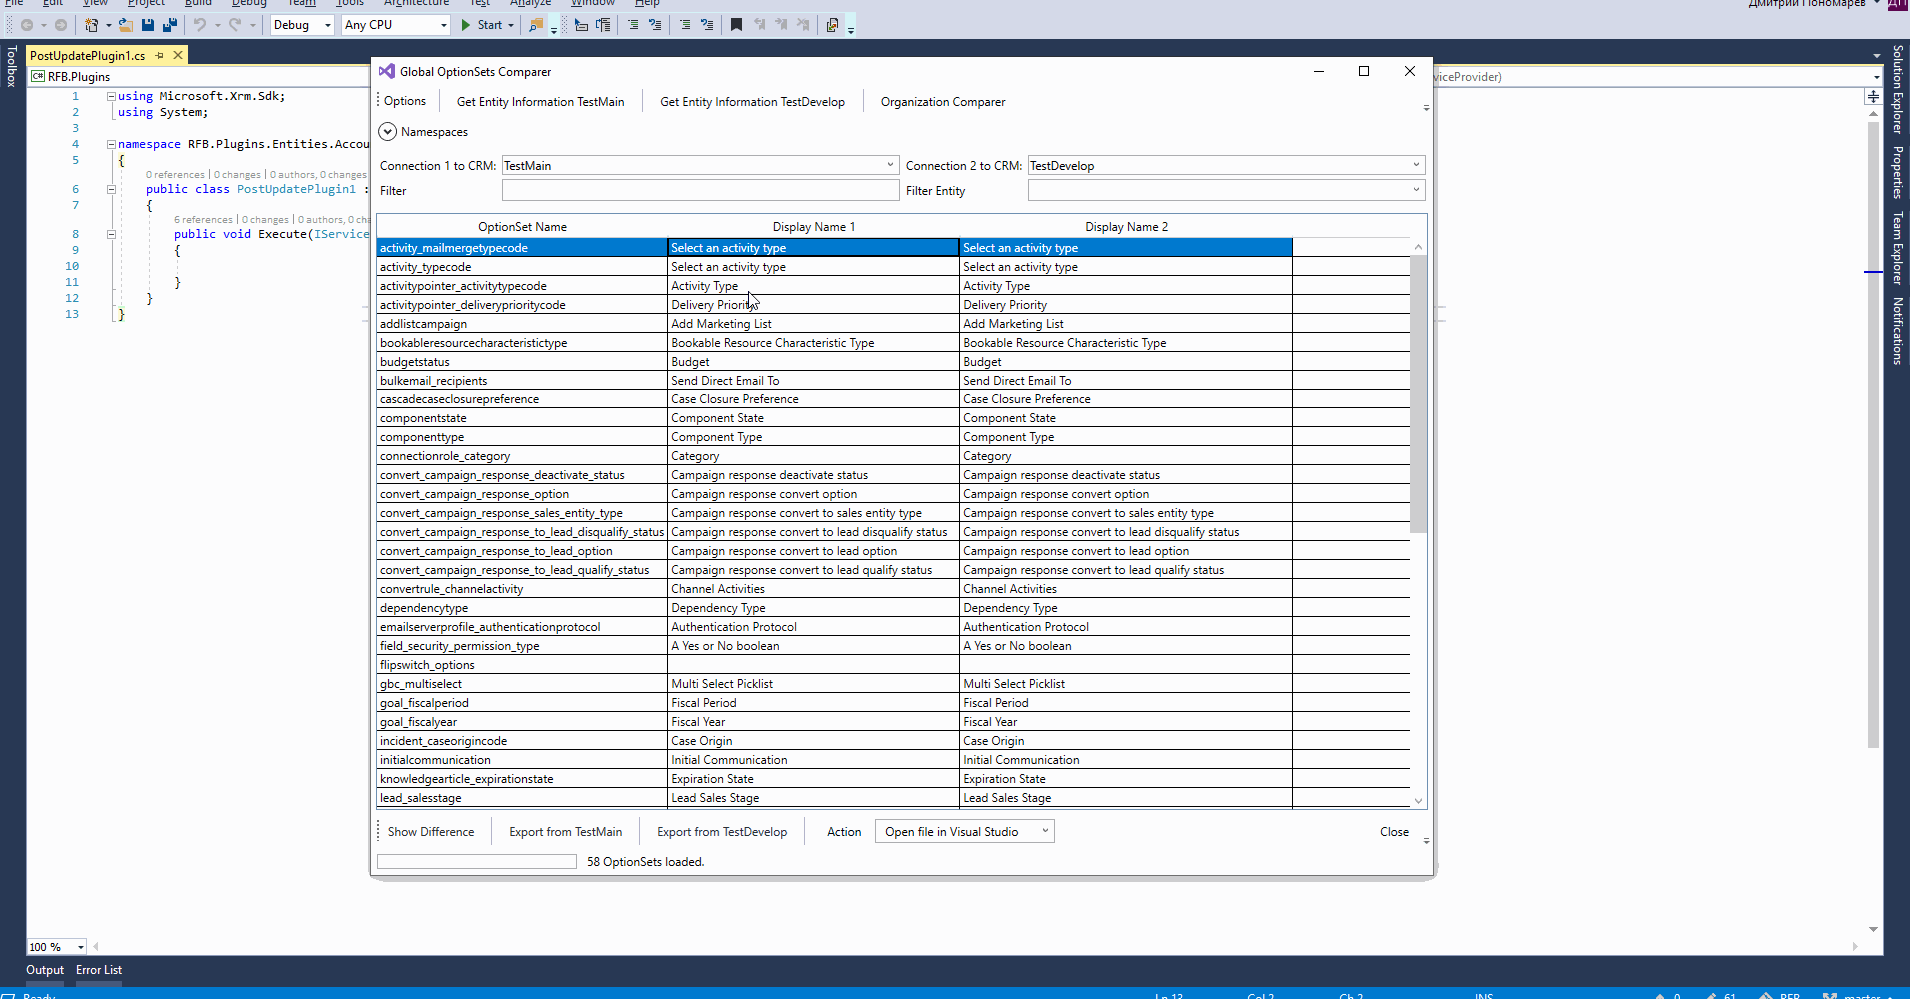 File Edit View Project Build Debug Team Tools Architecture Test Analyze Window Help
Дмитрий Пономарев ДП
Debug Any CPU Start
Toolbox
PostUpdatePlugin1.cs
C# RFB.Plugins
viceProvider)
1 using Microsoft.Xrm.Sdk;
2 using System;
3
4 namespace RFB.Plugins.Entities.Accou
5 {
0 references | 0 changes | 0 authors, 0 changes
6 public class PostUpdatePlugin1 :
7 {
6 references | 0 changes | 0 authors, 0 cha
8 public void Execute(IService
9 {
10
11 }
12 }
13 }
Global OptionSets Comparer
Options Get Entity Information TestMain Get Entity Information TestDevelop Organization Comparer
Namespaces
Connection 1 to CRM: TestMain Connection 2 to CRM: TestDevelop
Filter Filter Entity
OptionSet Name Display Name 1 Display Name 2
activity_mailmergetypecode Select an activity type Select an activity type
activity_typecode Select an activity type Select an activity type
activitypointer_activitytypecode Activity Type Activity Type
activitypointer_deliveryprioritycode Delivery Priority Delivery Priority
addlistcampaign Add Marketing List Add Marketing List
bookableresourcecharacteristictype Bookable Resource Characteristic Type Bookable Resource Characteristic Type
budgetstatus Budget Budget
bulkemail_recipients Send Direct Email To Send Direct Email To
cascadecaseclosurepreference Case Closure Preference Case Closure Preference
componentstate Component State Component State
componenttype Component Type Component Type
connectionrole_category Category Category
convert_campaign_response_deactivate_status Campaign response deactivate status Campaign response deactivate status
convert_campaign_response_option Campaign response convert option Campaign response convert option
convert_campaign_response_sales_entity_type Campaign response convert to sales entity type Campaign response convert to sales entity type
convert_campaign_response_to_lead_disqualify_status Campaign response convert to lead disqualify status Campaign response convert to lead disqualify status
convert_campaign_response_to_lead_option Campaign response convert to lead option Campaign response convert to lead option
convert_campaign_response_to_lead_qualify_status Campaign response convert to lead qualify status Campaign response convert to lead qualify status
convertrule_channelactivity Channel Activities Channel Activities
dependencytype Dependency Type Dependency Type
emailserverprofile_authenticationprotocol Authentication Protocol Authentication Protocol
field_security_permission_type A Yes or No boolean A Yes or No boolean
flipswitch_options
gbc_multiselect Multi Select Picklist Multi Select Picklist
goal_fiscalperiod Fiscal Period Fiscal Period
goal_fiscalyear Fiscal Year Fiscal Year
incident_caseorigincode Case Origin Case Origin
initialcommunication Initial Communication Initial Communication
knowledgearticle_expirationstate Expiration State Expiration State
lead_salesstage Lead Sales Stage Lead Sales Stage
Show Difference Export from TestMain Export from TestDevelop Action Open file in Visual Studio Close
58 OptionSets loaded.
Solution Explorer
Properties
Team Explorer
Notifications
100 %
Output Error List
Ready Ln 13 Col 2 Ch 2 INS 0 61 RFB master